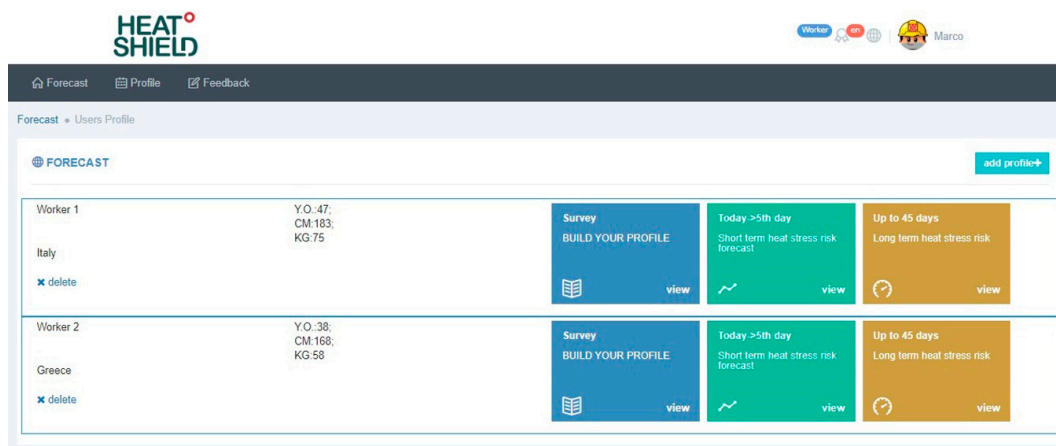 HEAT
SHIELD
Worker en Marco
Forecast Profile Feedback
Forecast Users Profile
FORECAST
add profile+
Worker 1
Y.O.:47;
CM:183;
KG:75
Italy
delete
Survey
BUILD YOUR PROFILE
view
Today->5th day
Short term heat stress risk
forecast
view
Up to 45 days
Long term heat stress risk
view
Worker 2
Y.O.:38;
CM:168;
KG:58
Greece
delete
Survey
BUILD YOUR PROFILE
view
Today->5th day
Short term heat stress risk
forecast
view
Up to 45 days
Long term heat stress risk
view